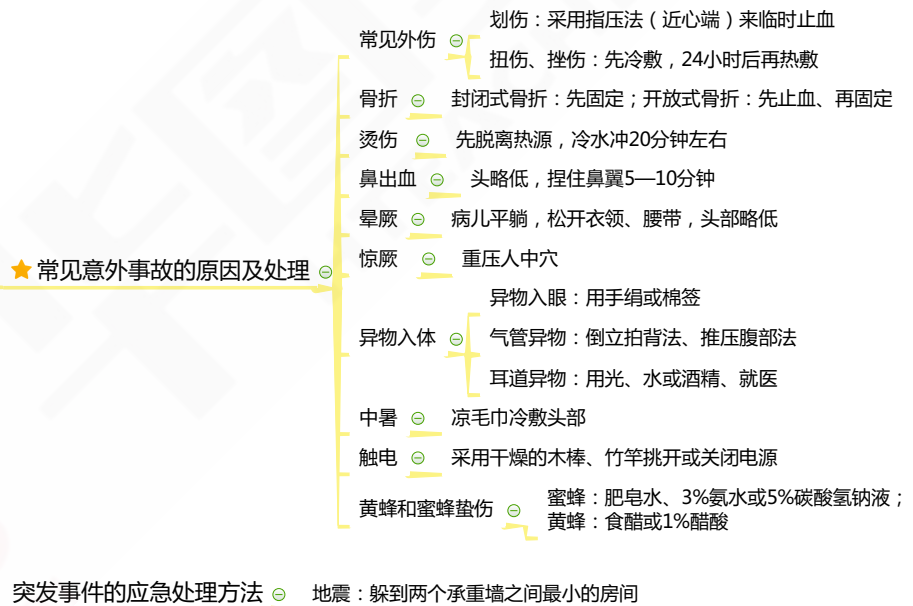 划伤：采用指压法（近心端）来临时止血
常见外伤
扭伤、挫伤：先冷敷，24小时后再热敷
骨折 封闭式骨折：先固定；开放式骨折：先止血、再固定
烫伤 先脱离热源，冷水冲20分钟左右
鼻出血 头略低，捏住鼻翼5—10分钟
晕厥 病儿平躺，松开衣领、腰带，头部略低
常见意外事故的原因及处理
惊厥 重压人中穴
异物入眼：用手绢或棉签
异物入体 气管异物：倒立拍背法、推压腹部法
耳道异物：用光、水或酒精、就医
中暑 凉毛巾冷敷头部
触电 采用干燥的木棒、竹竿挑开或关闭电源
黄蜂和蜜蜂蛰伤
蜜蜂：肥皂水、3%氨水或5%碳酸氢钠液；
黄蜂：食醋或1%醋酸
突发事件的应急处理方法 地震：躲到两个承重墙之间最小的房间